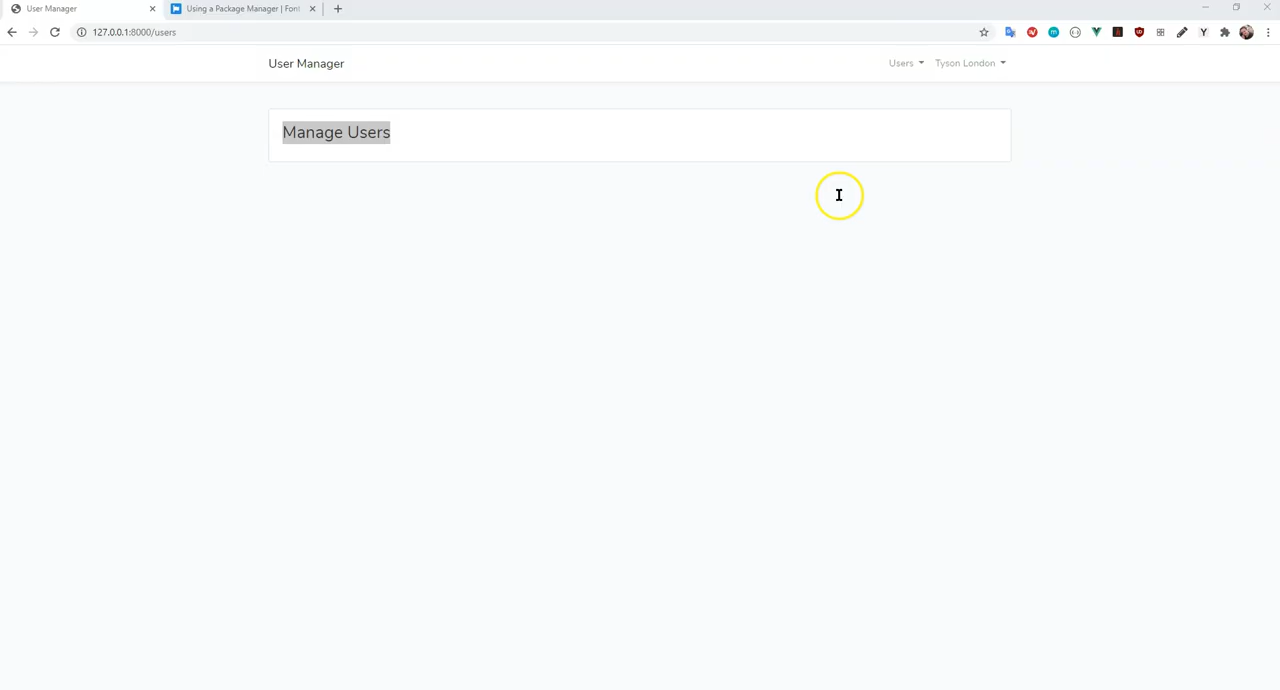 User Manager
Using a Package Manager | Font
127.0.0.1:8000/users
User Manager
Users
Tyson London
Manage Users